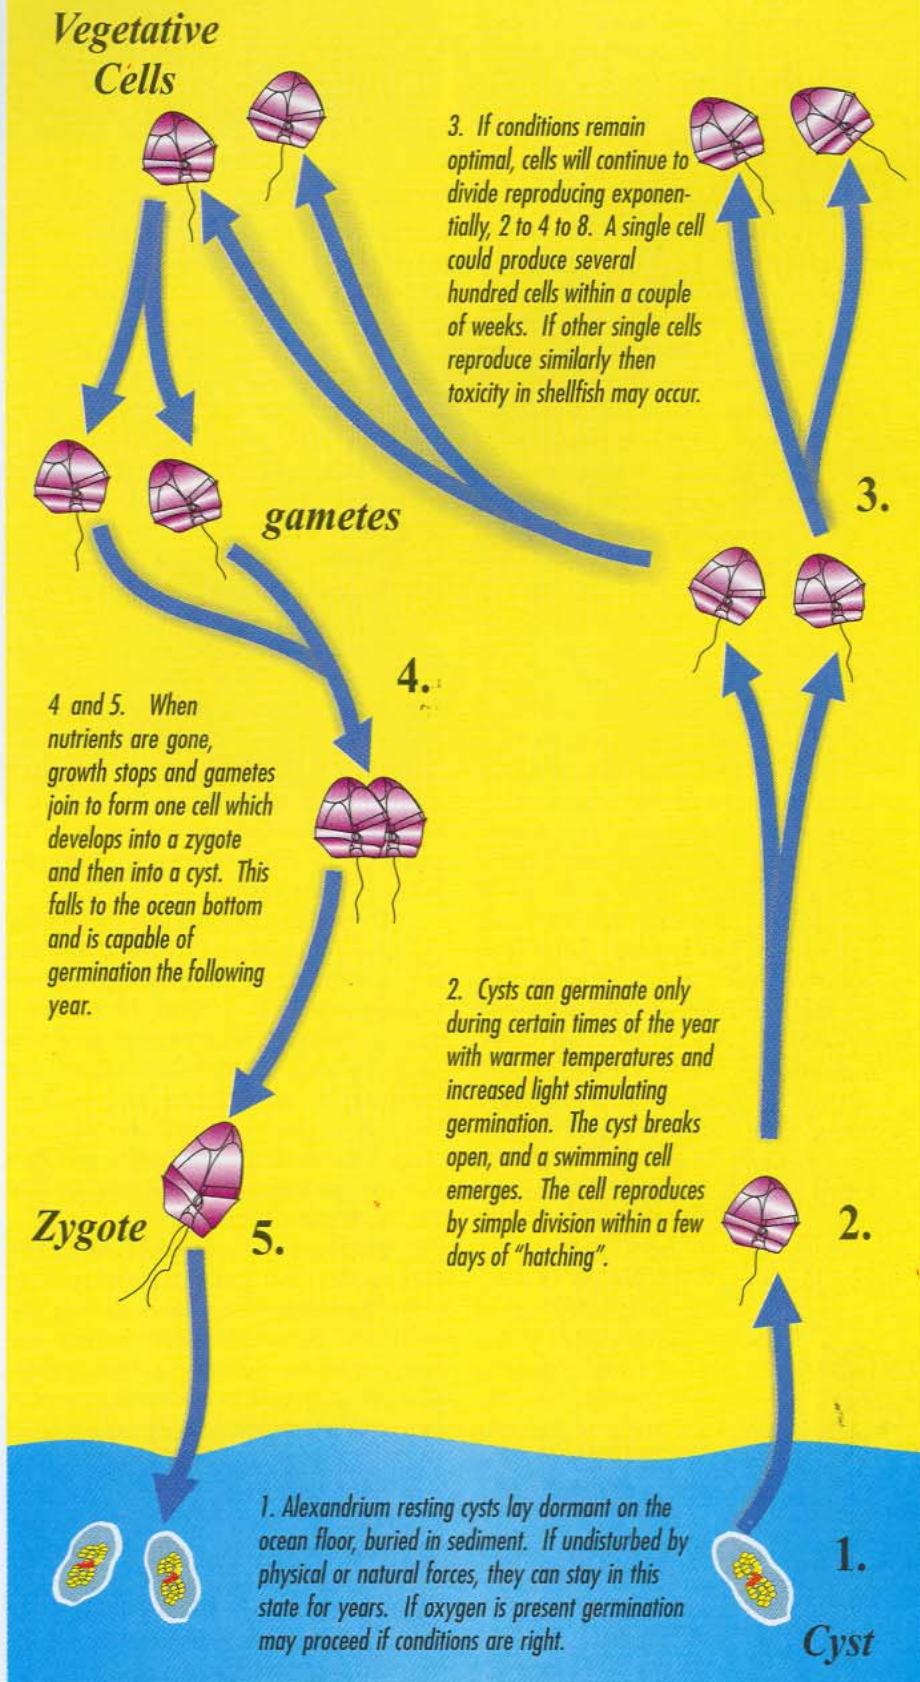 Vegetative
Cells
3. If conditions remain
optimal, cells will continue to
divide reproducing exponen-
tially, 2 to 4 to 8. A single cell
could produce several
hundred cells within a couple
of weeks. If other single cells
reproduce similarly then
toxicity in shellfish may occur.
3.
gametes
4.
4 and 5. When
nutrients are gone,
growth stops and gametes
join to form one cell which
develops into a zygote
and then into a cyst. This
falls to the ocean bottom
and is capable of
germination the following
year.
2. Cysts can germinate only
during certain times of the year
with warmer temperatures and
increased light stimulating
germination. The cyst breaks
open, and a swimming cell
emerges. The cell reproduces
by simple division within a few
days of “hatching”.
2.
Zygote
5.
1. Alexandrium resting cysts lay dormant on the
ocean floor, buried in sediment. If undisturbed by
physical or natural forces, they can stay in this
state for years. If oxygen is present germination
may proceed if conditions are right.
1.
Cyst